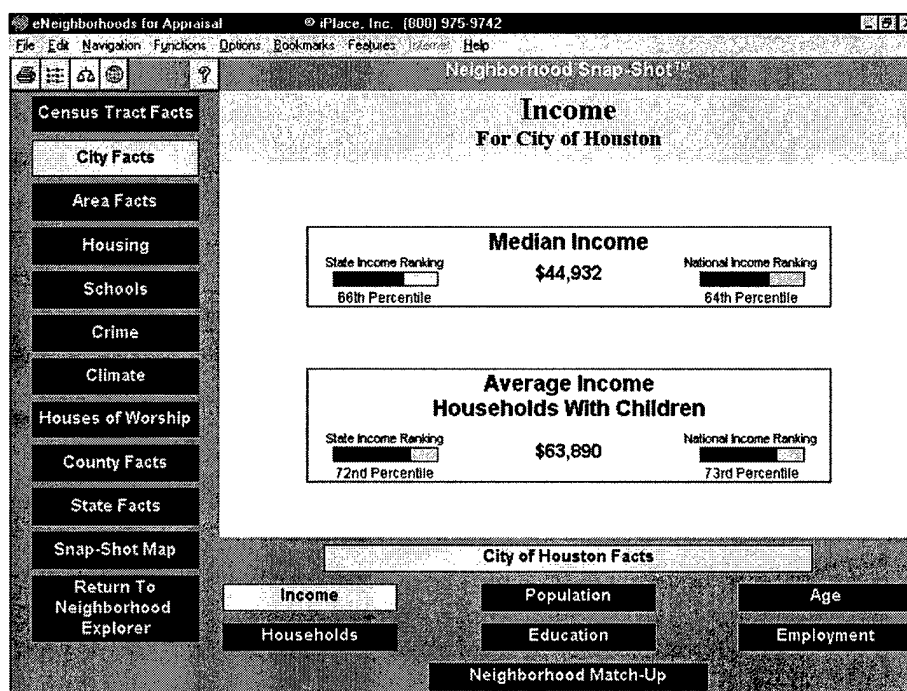 eNeighborhoods for Appraisal © iPlace, Inc. (800) 975-9742
File Edit Navigation Functions Options Bookmarks Features Internet Help
?
Neighborhood Snap-Shot™
Census Tract Facts
City Facts
Area Facts
Housing
Schools
Crime
Climate
Houses of Worship
County Facts
State Facts
Snap-Shot Map
Return To
Neighborhood
Explorer
Income
For City of Houston
Median Income
State Income Ranking
$44,932
National Income Ranking
66th Percentile
64th Percentile
Average Income
Households With Children
State Income Ranking
$63,890
National Income Ranking
72nd Percentile
73rd Percentile
City of Houston Facts
Income Population Age
Households Education Employment
Neighborhood Match-Up